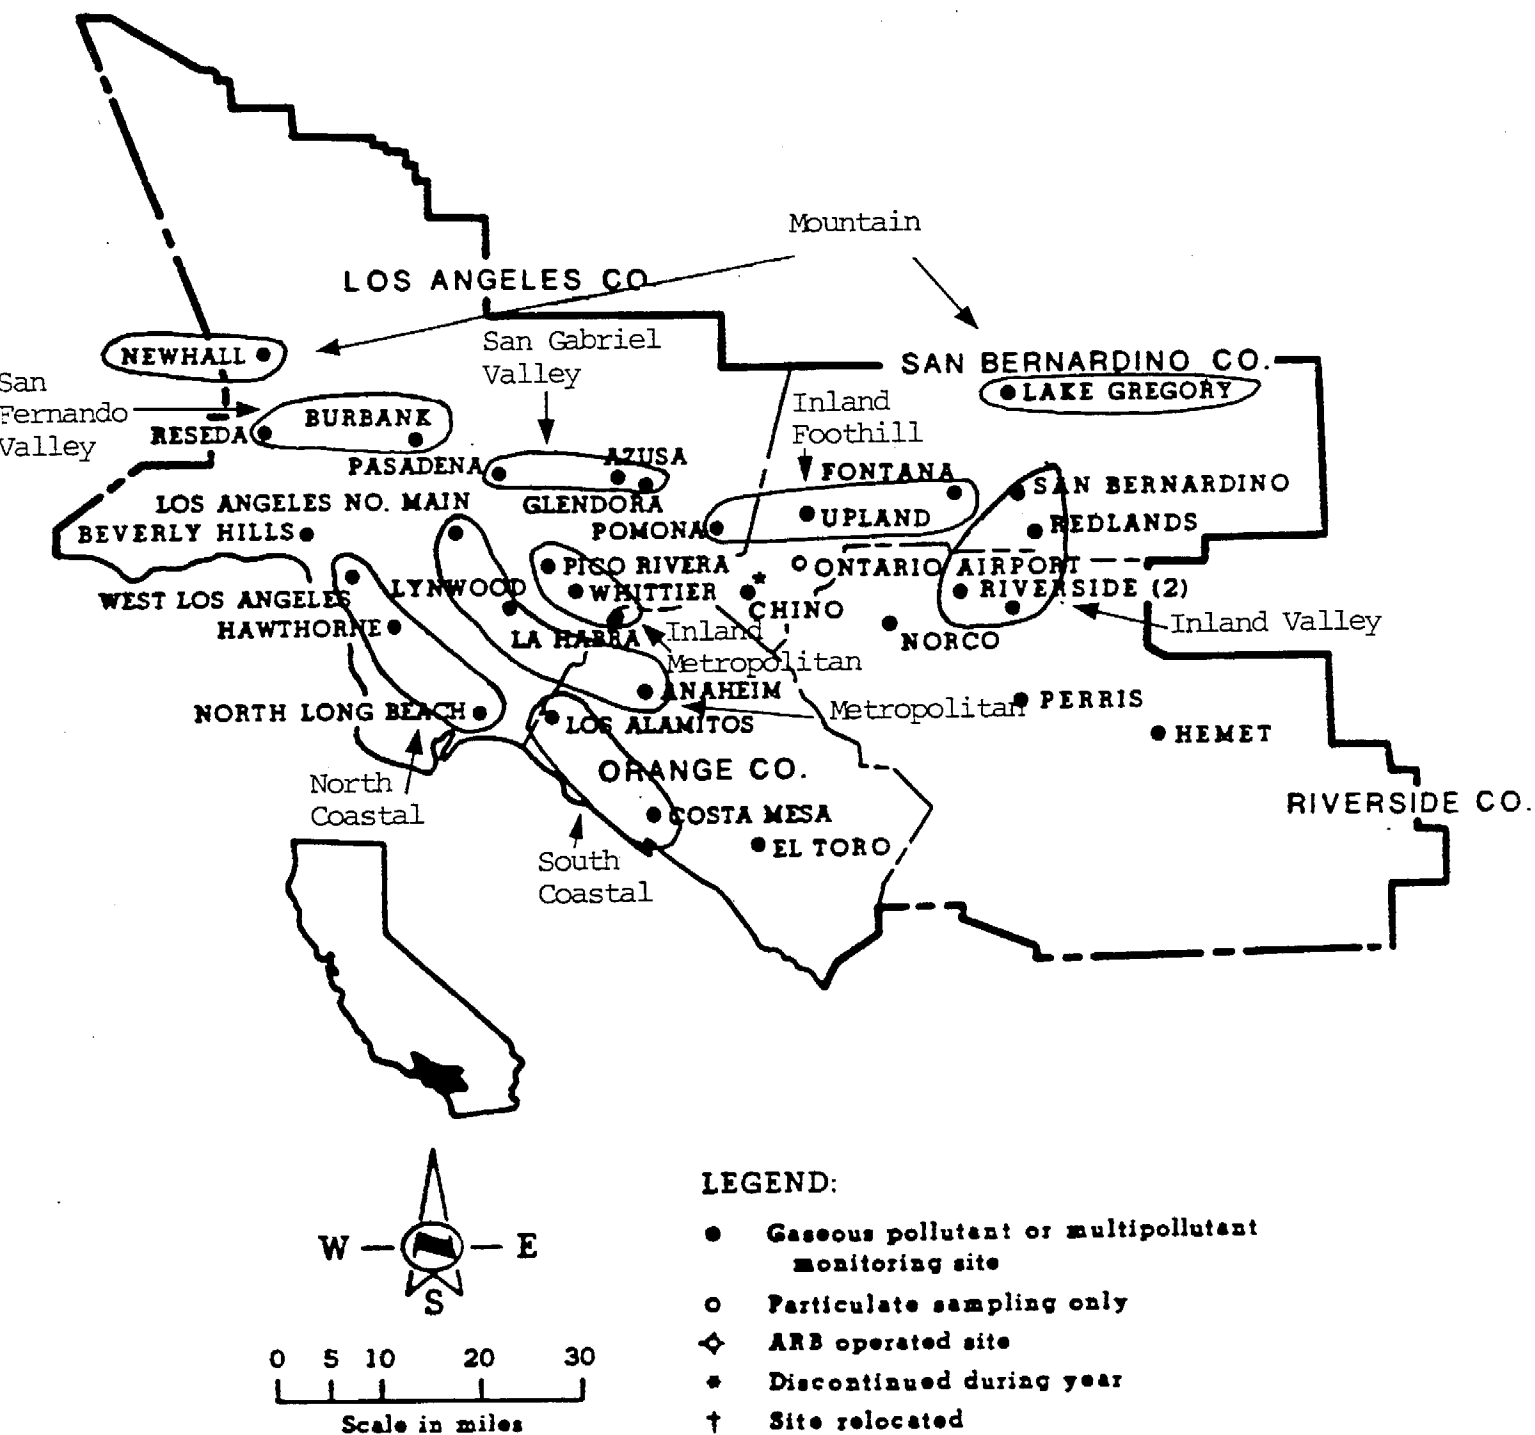 Mountain
LOS ANGELES CO.
San Gabriel
Valley
NEWHALL
SAN BERNARDINO CO.
LAKE GREGORY
San
Fernando
Valley
BURBANK
RESEDA
Inland
Foothill
PASADENA
AZUSA
GLENDORA
FONTANA
LOS ANGELES NO. MAIN
SAN BERNARDINO
BEVERLY HILLS
POMONA
UPLAND
REDLANDS
PICO RIVERA
ONTARIO AIRPORT
WEST LOS ANGELES
LYNWOOD
WHITTIER
*
CHINO
RIVERSIDE (2)
HAWTHORNE
LA HABRA
Inland
Metropolitan
NORCO
Inland Valley
ANAHEIM
NORTH LONG BEACH
LOS ALAMITOS
Metropolitan
PERRIS
HEMET
ORANGE CO.
North
Coastal
COSTA MESA
RIVERSIDE CO.
EL TORO
South
Coastal
N
W
E
S
0 5 10 20 30
Scale in miles
LEGEND:
Gaseous pollutant or multipollutant
monitoring site
Particulate sampling only
ARB operated site
* Discontinued during year
† Site relocated